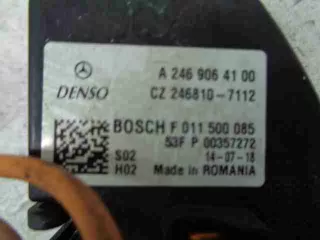 A 246 906 41 00
DENSO CZ 246810-7112
BOSCH F 011 500 085
S3F P 00357272
S02 14-07-18
H02 Made in ROMANIA